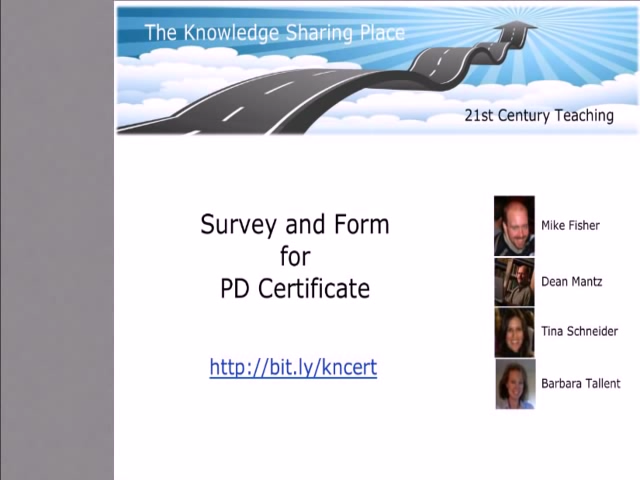 The Knowledge Sharing Place
21st Century Teaching
Survey and Form
for
PD Certificate
http://bit.ly/kncert
Mike Fisher
Dean Mantz
Tina Schneider
Barbara Tallent